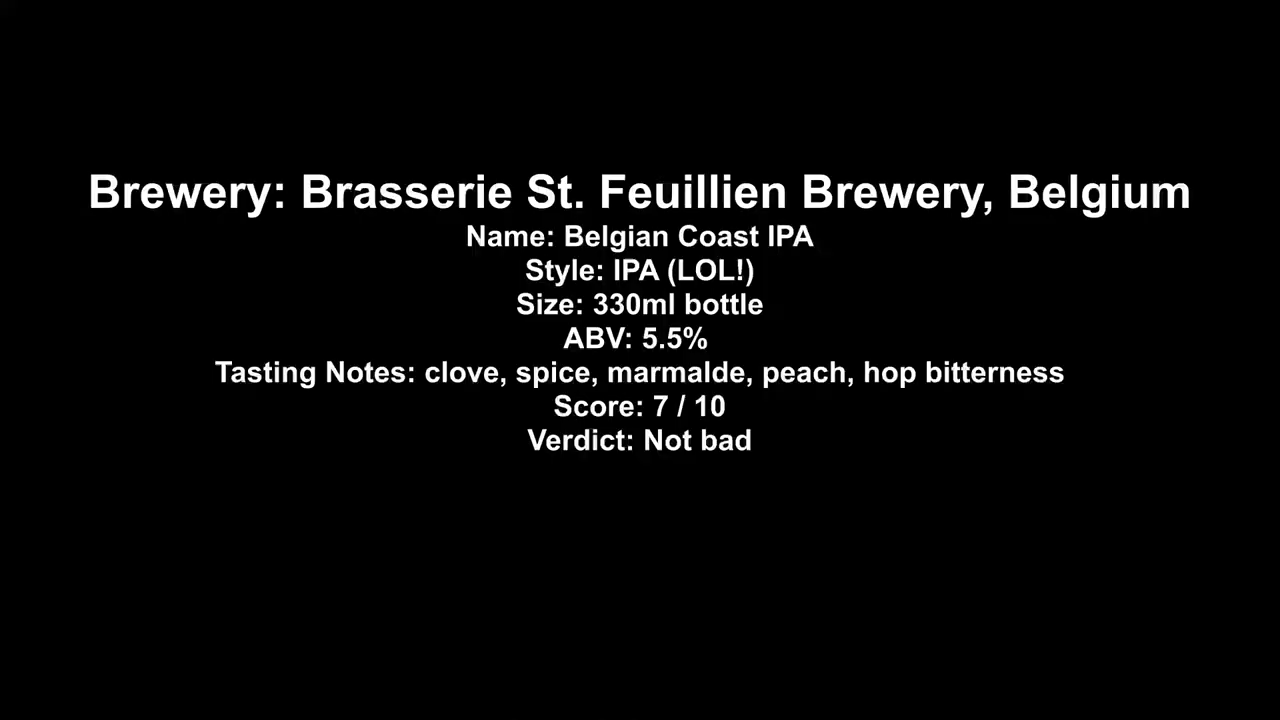 Brewery: Brasserie St. Feuillien Brewery, Belgium
Name: Belgian Coast IPA
Style: IPA (LOL!)
Size: 330ml bottle
ABV: 5.5%
Tasting Notes: clove, spice, marmalde, peach, hop bitterness
Score: 7 / 10
Verdict: Not bad